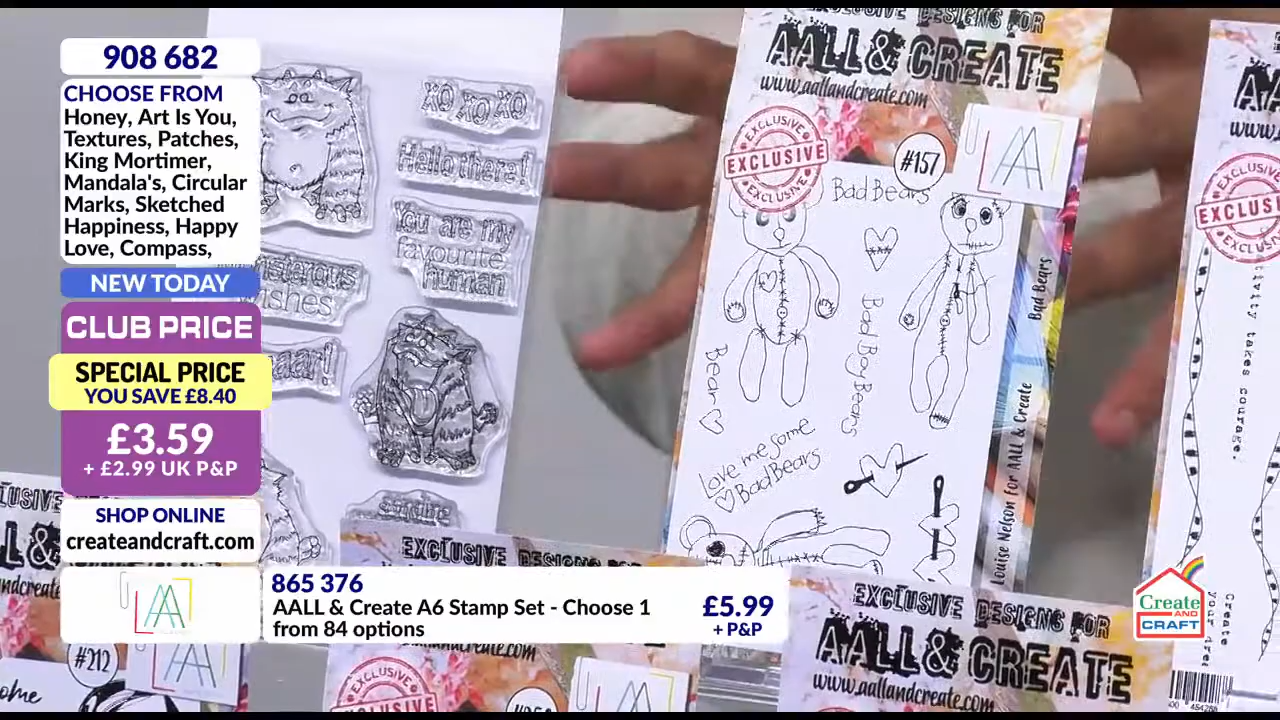 908 682
CHOOSE FROM
Honey, Art Is You,
Textures, Patches,
King Mortimer,
Mandala's, Circular
Marks, Sketched
Happiness, Happy
Love, Compass,
NEW TODAY
CLUB PRICE
SPECIAL PRICE
YOU SAVE £8.40
£3.59
+ £2.99 UK P&P
SHOP ONLINE
createandcraft.com
865 376
AALL & Create A6 Stamp Set - Choose 1
from 84 options
£5.99
+ P&P
Create
AND
CRAFT
XO XO XO
Hello there!
You are my
favourite
human
wishes
EXCLUSIVE DESIGNS FOR
AALL & CREATE
www.aallandcreate.com
EXCLUSIVE
EXCLUSIVE
EXCLUSIVE
#157
AA
Bad Bears
Bad Boy Bears
Bear
Love me some
Bad Bears
Bad Bears
Louise Nelson for AALL & Create
takes courage.
EXCLUSIVE DESIGNS FOR
EXCLUSIVE DESIGNS FOR
AALL & CREATE
www.aallandcreate.com
#212
EXCLUSIVE